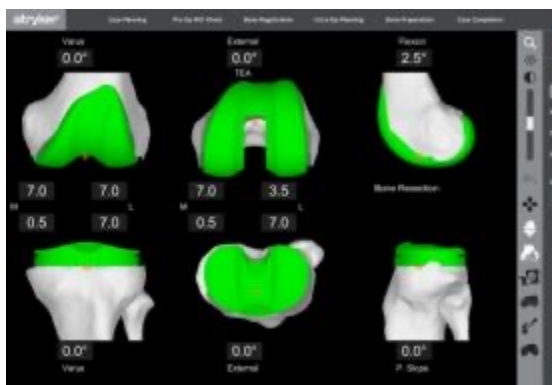 stryker Case Planning Pre-Op RIO Check Bone Registration Intra-Op Planning Bone Preparation Case Completion
Varus External Flexion
0.0° 0.0° 2.5°
TEA
7.0 7.0 7.0 3.5 Bone Resection
M L M L
0.5 7.0 0.5 7.0
0.0° 0.0° 0.0°
Varus External P. Slope